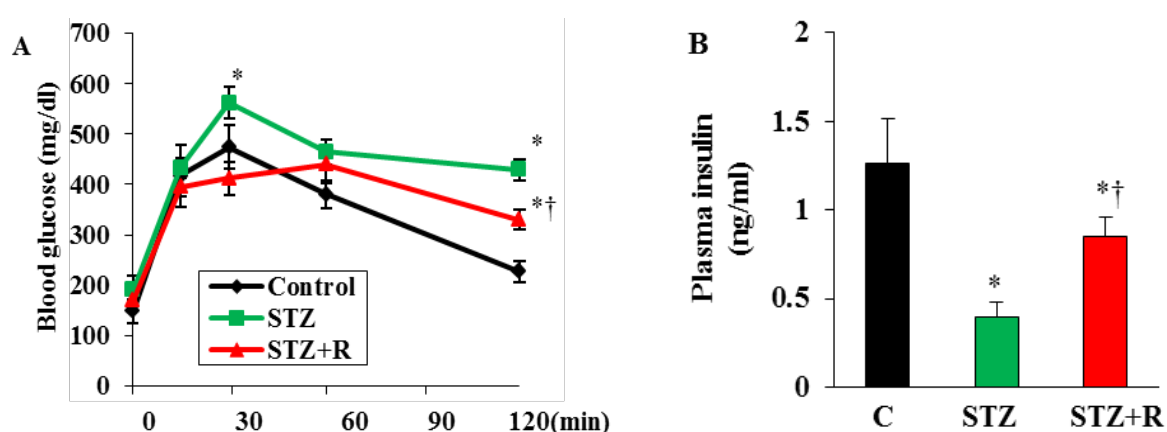 A
Blood glucose (mg/dl)
700
600
500
400
300
200
100
0
*
*
*†
Control
STZ
STZ+R
0 30 60 90 120(min)
B
Plasma insulin
(ng/ml)
2
1.5
1
0.5
0
*
*†
C STZ STZ+R